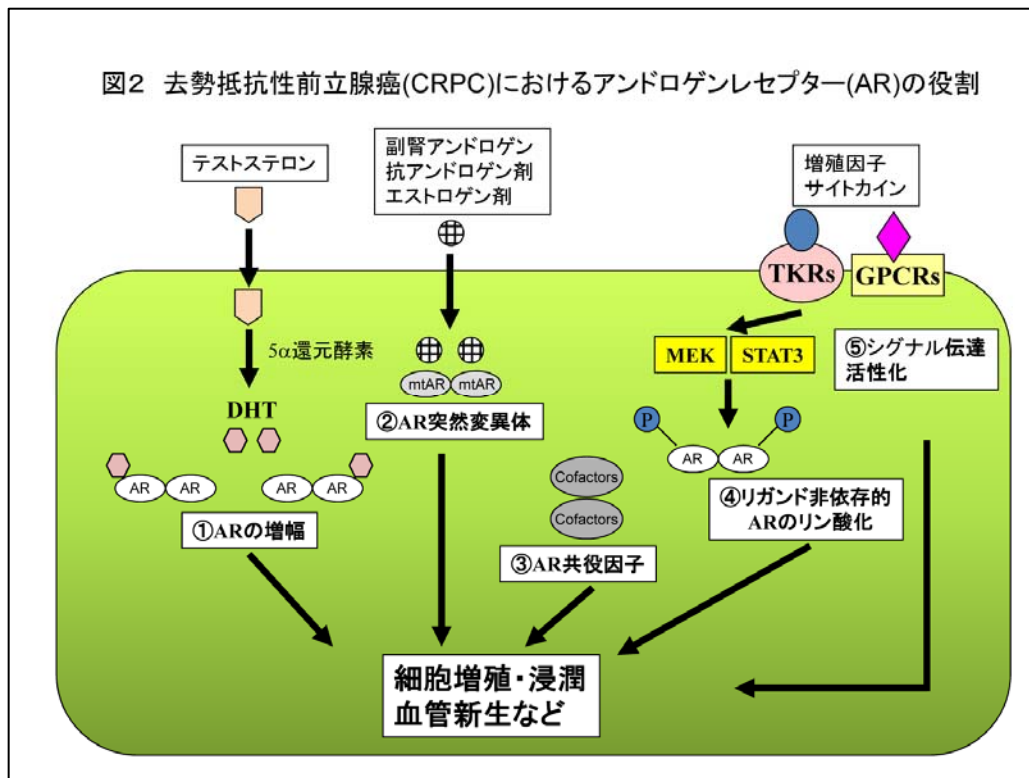 図2 去勢抵抗性前立腺癌(CRPC)におけるアンドロゲンレセプター(AR)の役割
テストステロン
副腎アンドロゲン
抗アンドロゲン剤
エストロゲン剤
増殖因子
サイトカイン
TKRs
GPCRs
5α還元酵素
DHT
AR AR
AR AR
①ARの増幅
mtAR mtAR
②AR突然変異体
Cofactors
Cofactors
③AR共役因子
MEK STAT3
P P
AR AR
④リガンド非依存的
ARのリン酸化
⑤シグナル伝達
活性化
細胞増殖・浸潤
血管新生など